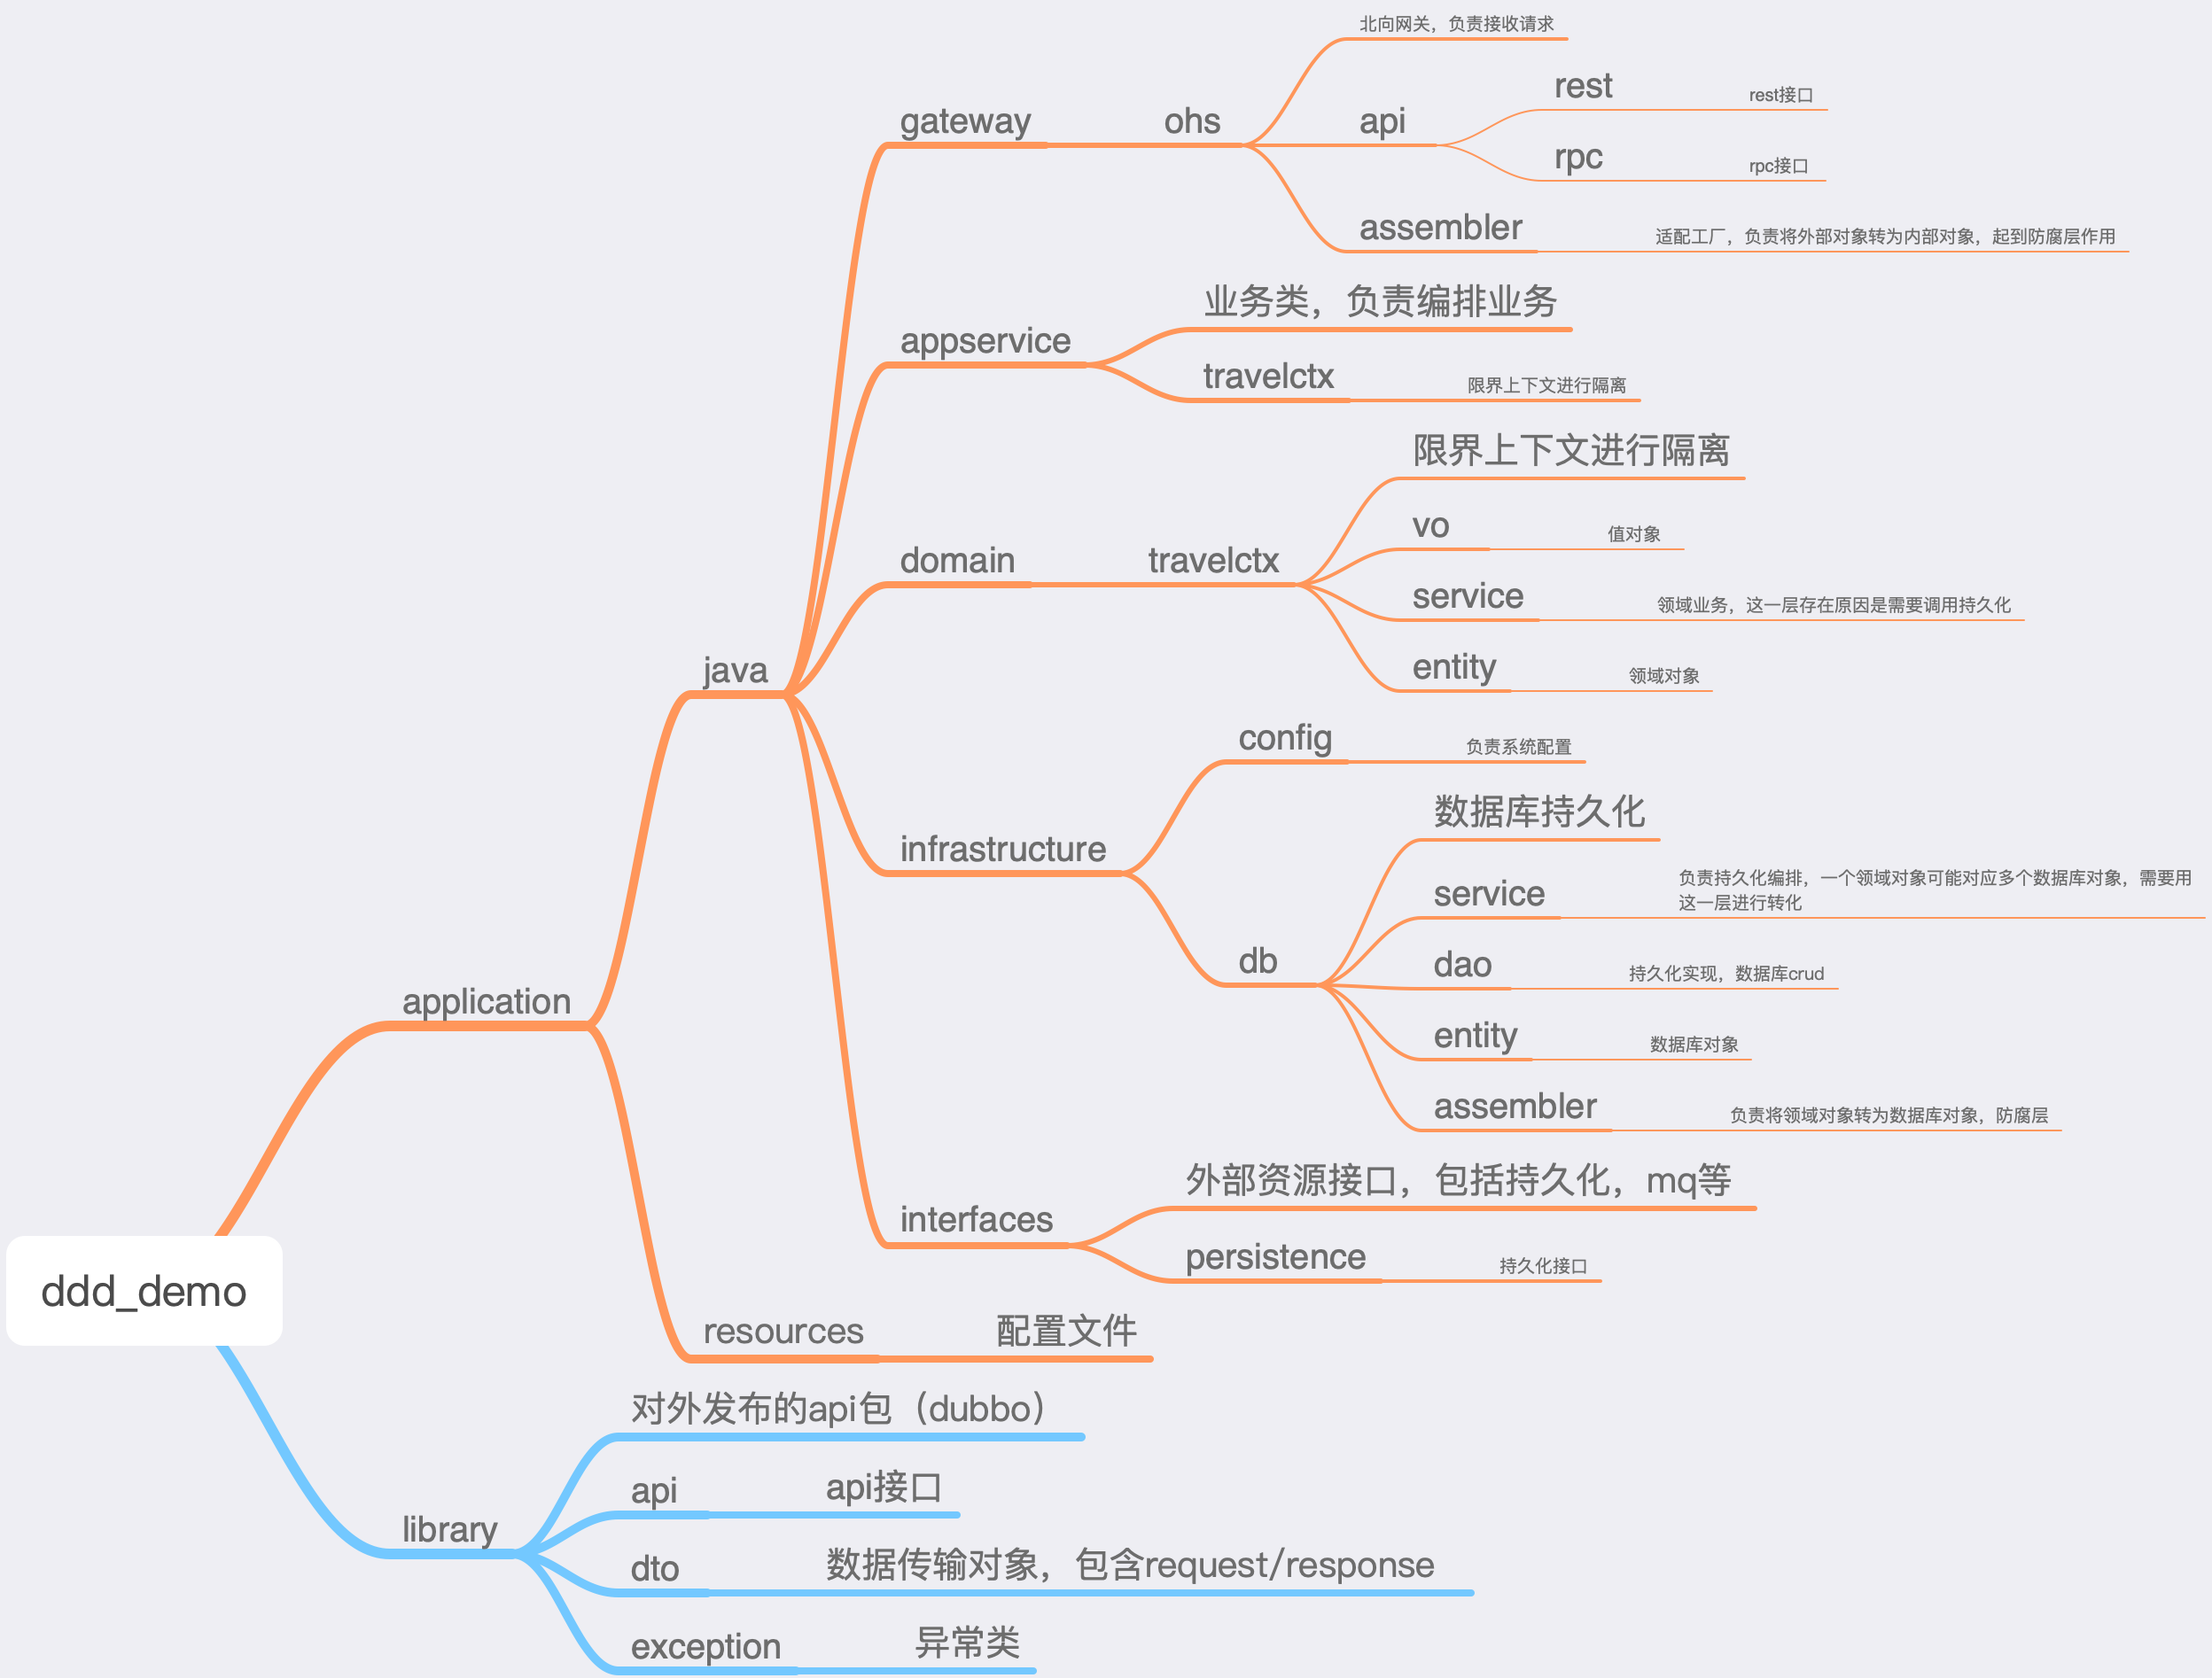 北向网关，负责接收请求
rest
rest接口
gateway
ohs
api
rpc
rpc接口
assembler
适配工厂，负责将外部对象转为内部对象，起到防腐层作用
业务类，负责编排业务
appservice
travelctx
限界上下文进行隔离
限界上下文进行隔离
vo
值对象
domain
travelctx
service
领域业务，这一层存在原因是需要调用持久化
entity
领域对象
java
config
负责系统配置
数据库持久化
infrastructure
service
负责持久化编排，一个领域对象可能对应多个数据库对象，需要用
这一层进行转化
db
dao
持久化实现，数据库crud
application
entity
数据库对象
assembler
负责将领域对象转为数据库对象，防腐层
外部资源接口，包括持久化，mq等
interfaces
persistence
持久化接口
ddd_demo
resources
配置文件
对外发布的api包（dubbo）
api
api接口
library
dto
数据传输对象，包含request/response
exception
异常类